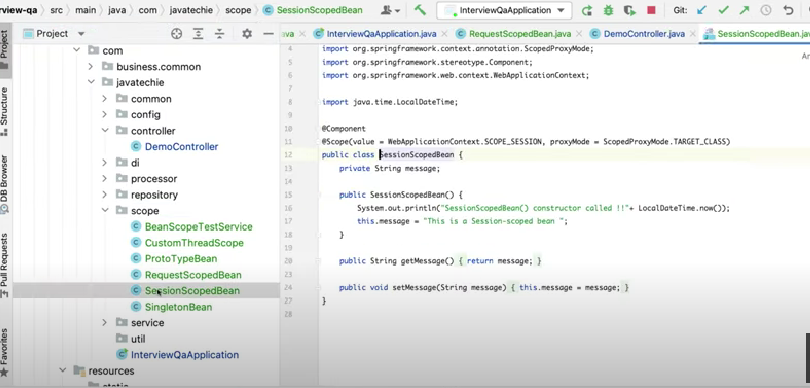 rview-qa src main java com javatechie scope SessionScopedBean InterviewQaApplication Git:
Project
.java InterviewQaApplication.java RequestScopedBean.java DemoController.java SessionScopedBean.java
Project
Structure
DB Browser
Pull Requests
Favorites
com
business.common
javatechie
common
config
controller
DemoController
di
processor
repository
scope
BeanScopeTestService
CustomThreadScope
ProtoTypeBean
RequestScopedBean
SessionScopedBean
SingletonBean
service
util
InterviewQaApplication
resources
static
4 import org.springframework.context.annotation.ScopedProxyMode;
5 import org.springframework.stereotype.Component;
6 import org.springframework.web.context.WebApplicationContext;
7
8 import java.time.LocalDateTime;
9
10 @Component
11 @Scope(value = WebApplicationContext.SCOPE_SESSION, proxyMode = ScopedProxyMode.TARGET_CLASS)
12 public class SessionScopedBean {
13 private String message;
14
15 public SessionScopedBean() {
16 System.out.println("SessionScopedBean() constructor called !!"+ LocalDateTime.now());
17 this.message = "This is a Session-scoped bean ";
18 }
19
20 public String getMessage() { return message; }
23
24 public void setMessage(String message) { this.message = message; }
27 }
28